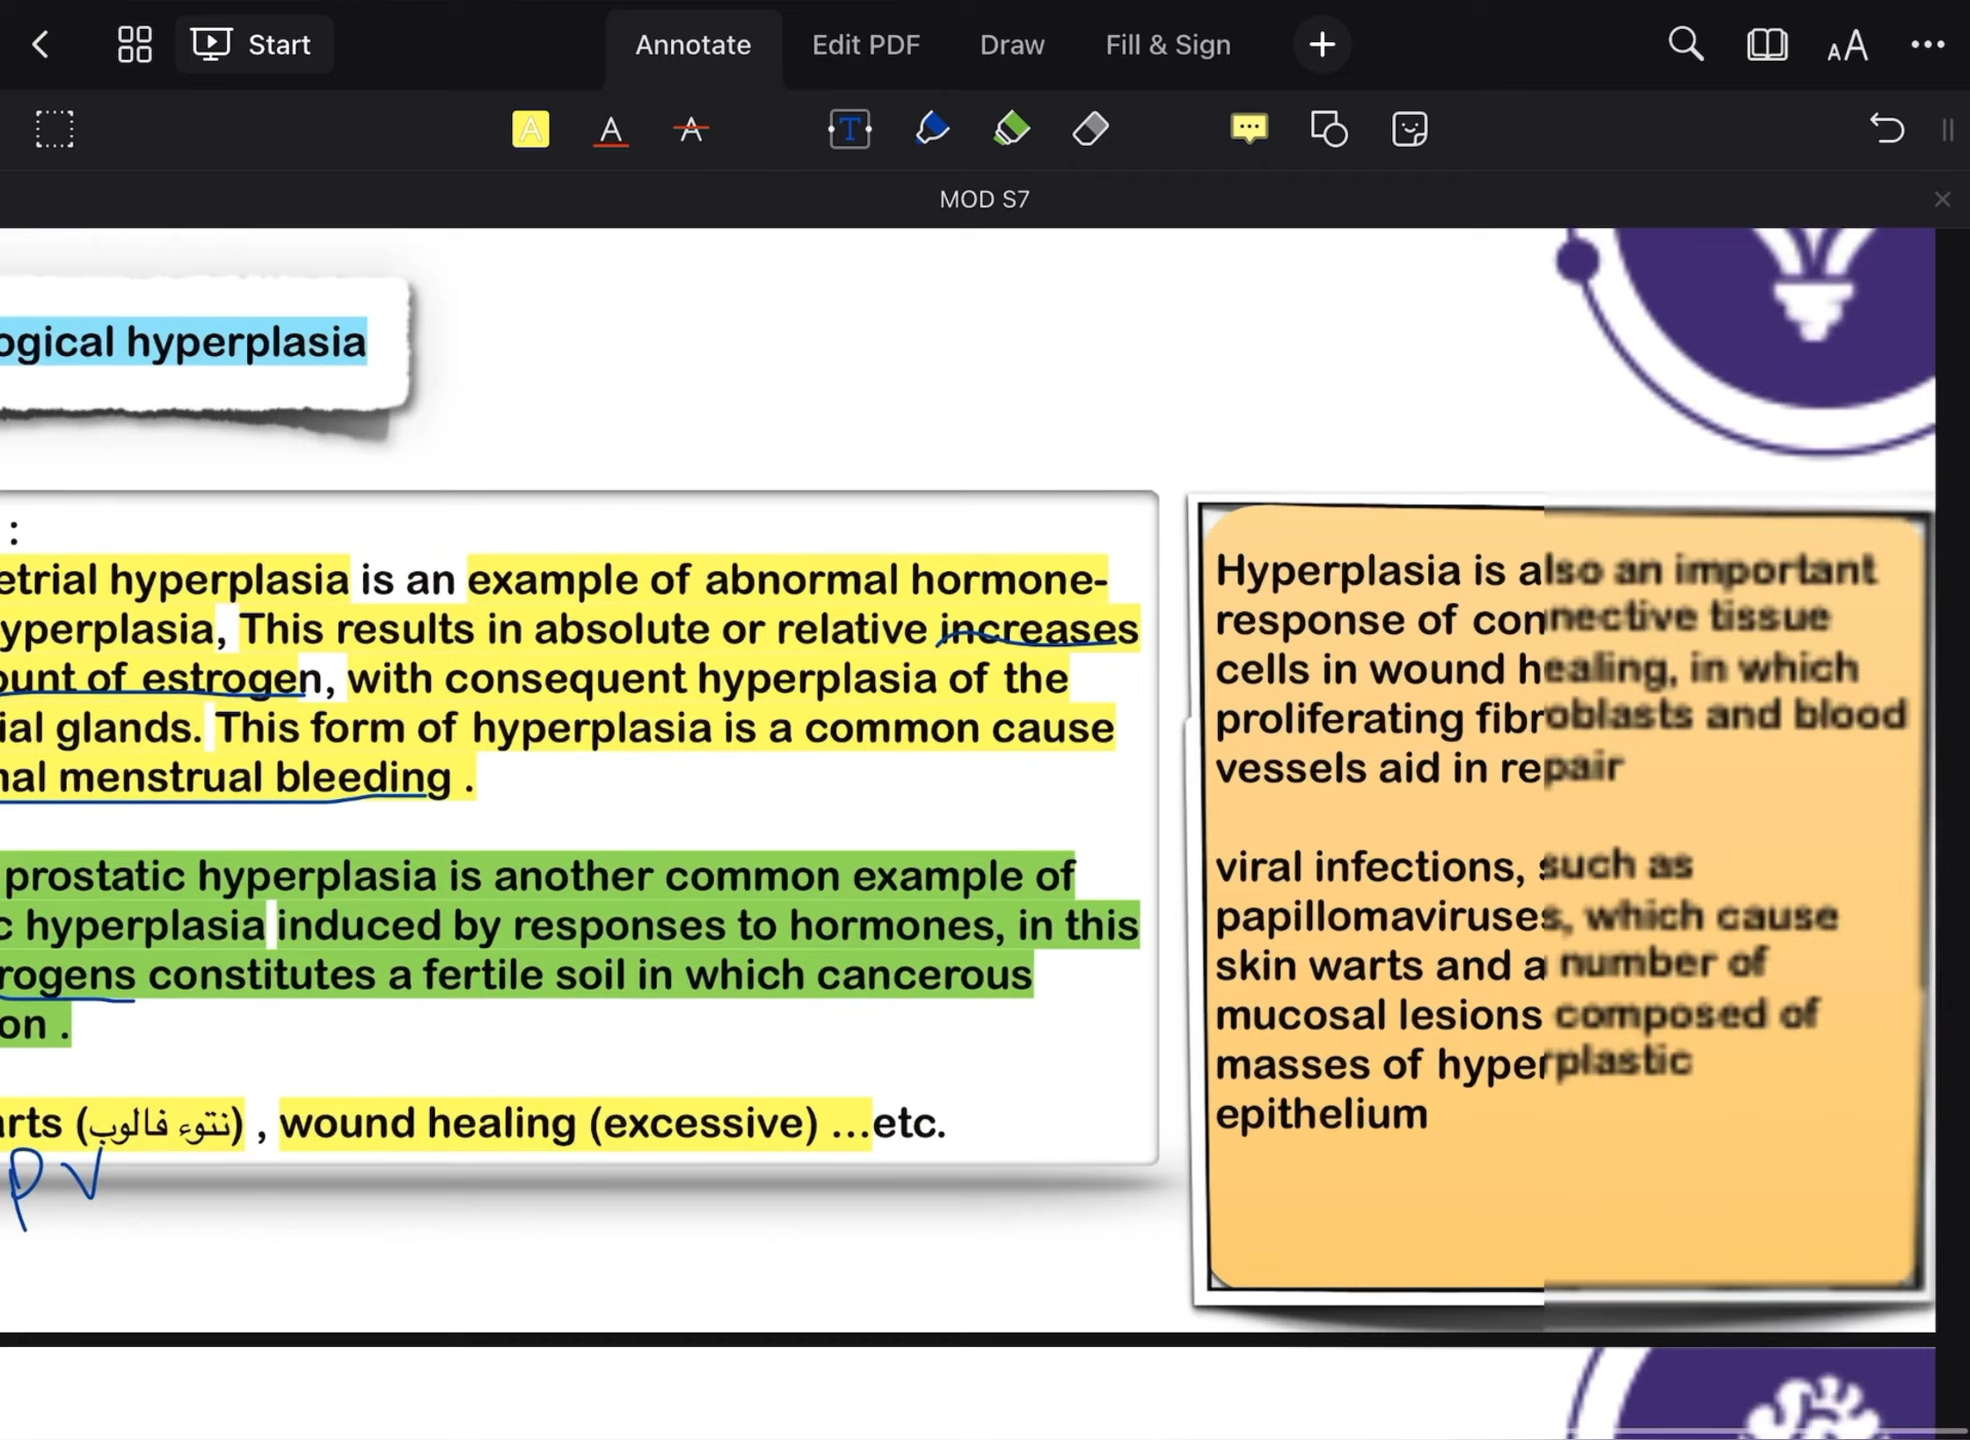 Start
Annotate
Edit PDF
Draw
Fill & Sign
MOD S7
ogical hyperplasia
:
etrial hyperplasia is an example of abnormal hormone-
yperplasia, This results in absolute or relative increases
ount of estrogen, with consequent hyperplasia of the
ial glands. This form of hyperplasia is a common cause
nal menstrual bleeding .
prostatic hyperplasia is another common example of
c hyperplasia induced by responses to hormones, in this
rogens constitutes a fertile soil in which cancerous
on .
arts (نتوء فالوب) , wound healing (excessive) ...etc.
PV
Hyperplasia is also an important
response of connective tissue
cells in wound healing, in which
proliferating fibroblasts and blood
vessels aid in repair
viral infections, such as
papillomaviruses, which cause
skin warts and a number of
mucosal lesions composed of
masses of hyperplastic
epithelium